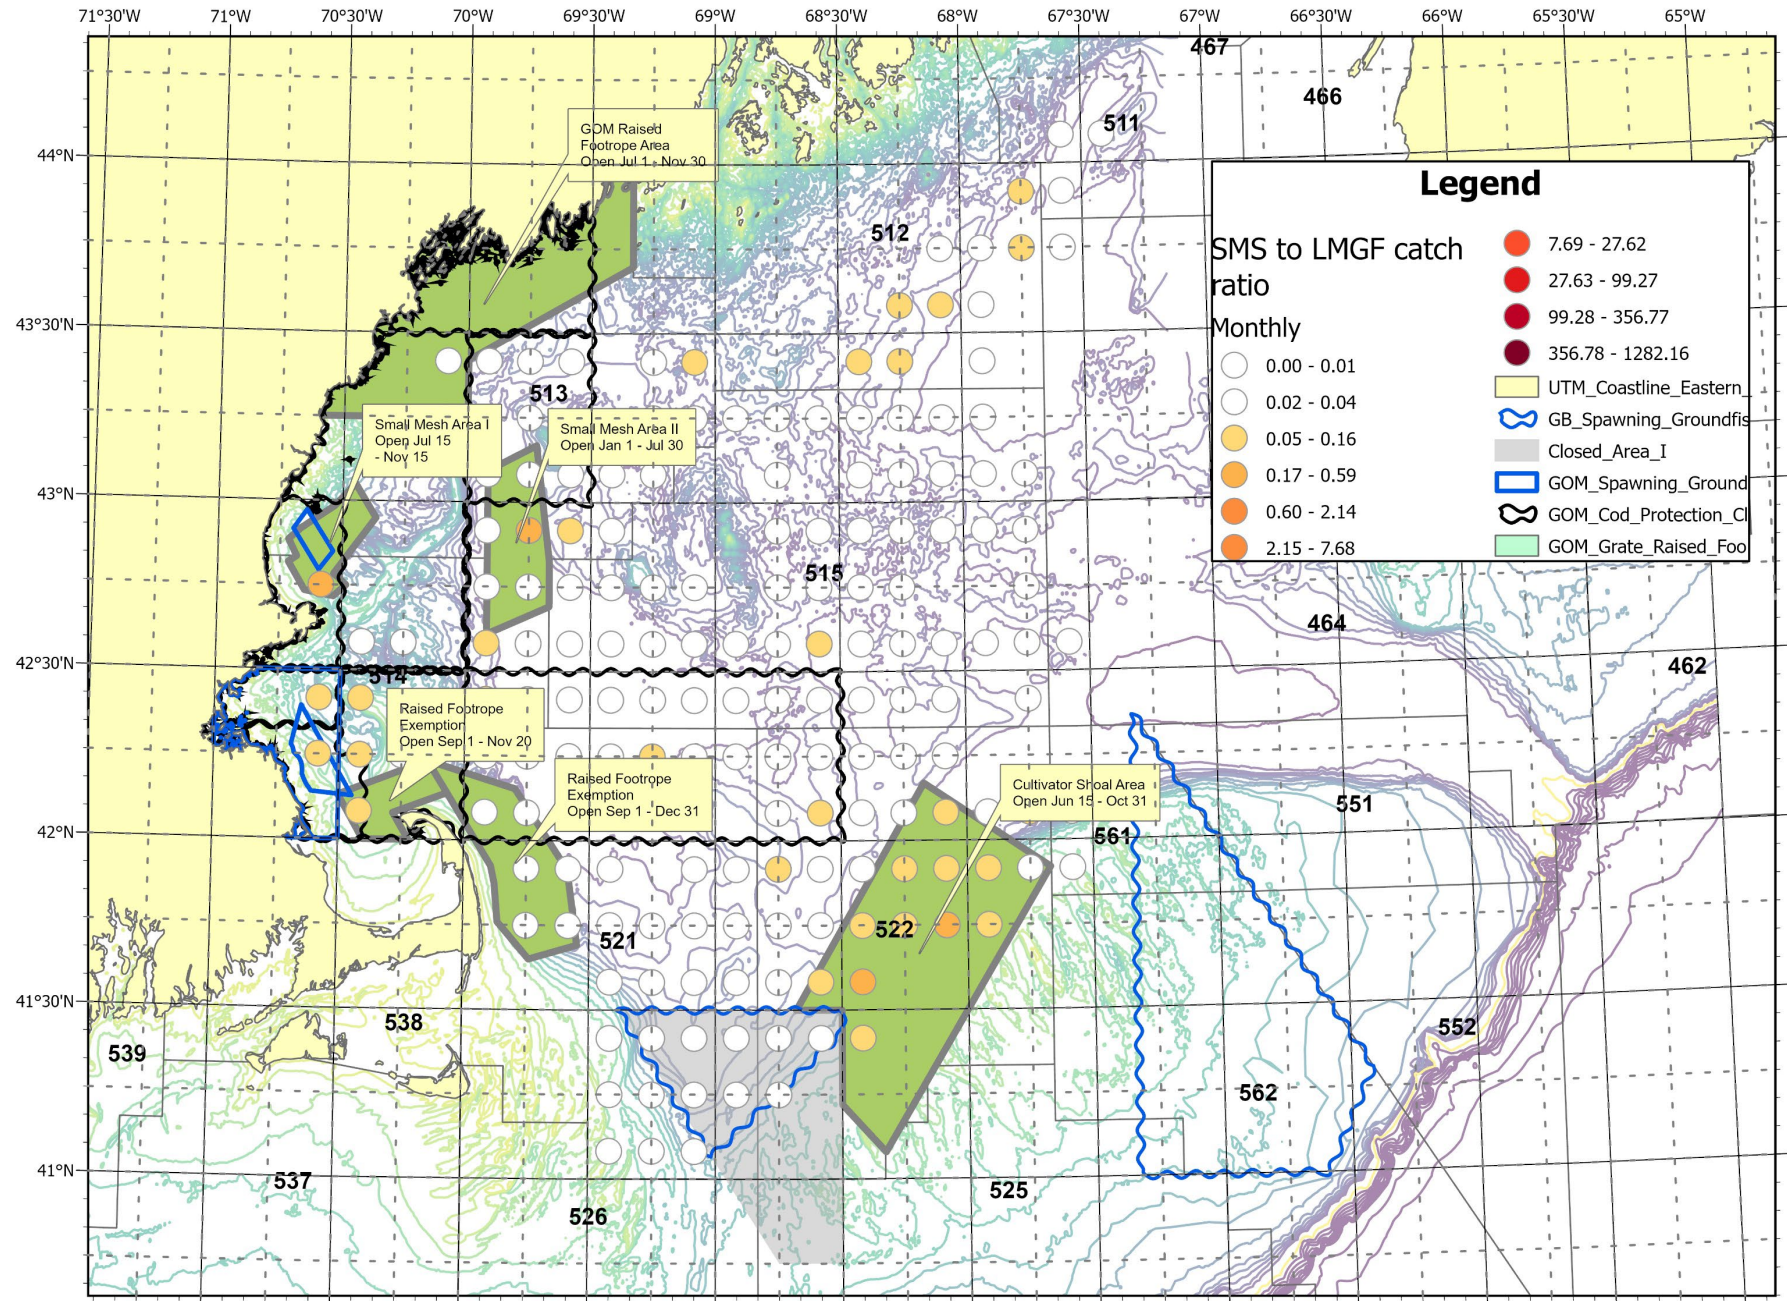 71°30'W 71°W 70°30'W 70°W 69°30'W 69°W 68°30'W 68°W 67°30'W 67°W 66°30'W 66°W 65°30'W 65°W
44°N
43°30'N
43°N
42°30'N
42°N
41°30'N
41°N
467
466
511
512
513
515
514
464
462
551
561
522
521
538
539
552
562
537
526
525
GOM Raised
Footrope Area
Open Jul 1 - Nov 30
Small Mesh Area I
Open Jul 15
- Nov 15
Small Mesh Area II
Open Jan 1 - Jul 30
Raised Footrope
Exemption
Open Sep 1 - Nov 20
Raised Footrope
Exemption
Open Sep 1 - Dec 31
Cultivator Shoal Area
Open Jun 15 - Oct 31
Legend
SMS to LMGF catch
ratio
Monthly
0.00 - 0.01
0.02 - 0.04
0.05 - 0.16
0.17 - 0.59
0.60 - 2.14
2.15 - 7.68
7.69 - 27.62
27.63 - 99.27
99.28 - 356.77
356.78 - 1282.16
UTM_Coastline_Eastern_
GB_Spawning_Groundfis
Closed_Area_I
GOM_Spawning_Ground
GOM_Cod_Protection_Cl
GOM_Grate_Raised_Foo